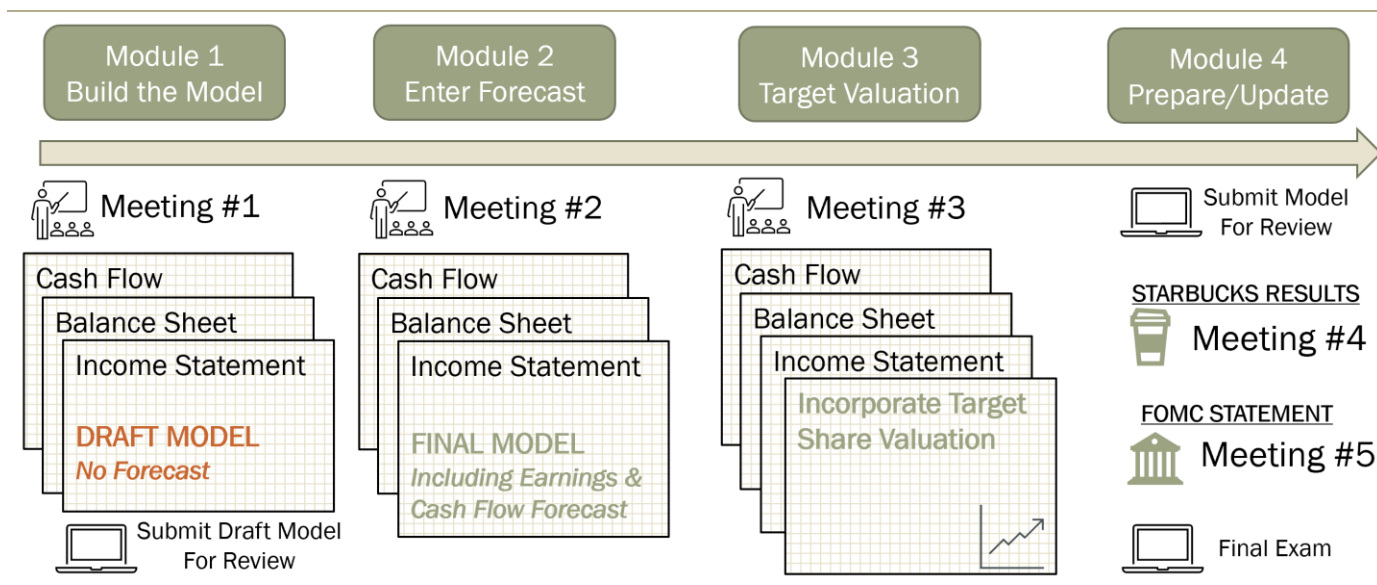 Module 1
Build the Model
Module 2
Enter Forecast
Module 3
Target Valuation
Module 4
Prepare/Update
Meeting #1
Cash Flow
Balance Sheet
Income Statement
DRAFT MODEL
No Forecast
Submit Draft Model
For Review
Meeting #2
Cash Flow
Balance Sheet
Income Statement
FINAL MODEL
Including Earnings &
Cash Flow Forecast
Meeting #3
Cash Flow
Balance Sheet
Income Statement
Incorporate Target
Share Valuation
Submit Model
For Review
STARBUCKS RESULTS
Meeting #4
FOMC STATEMENT
Meeting #5
Final Exam